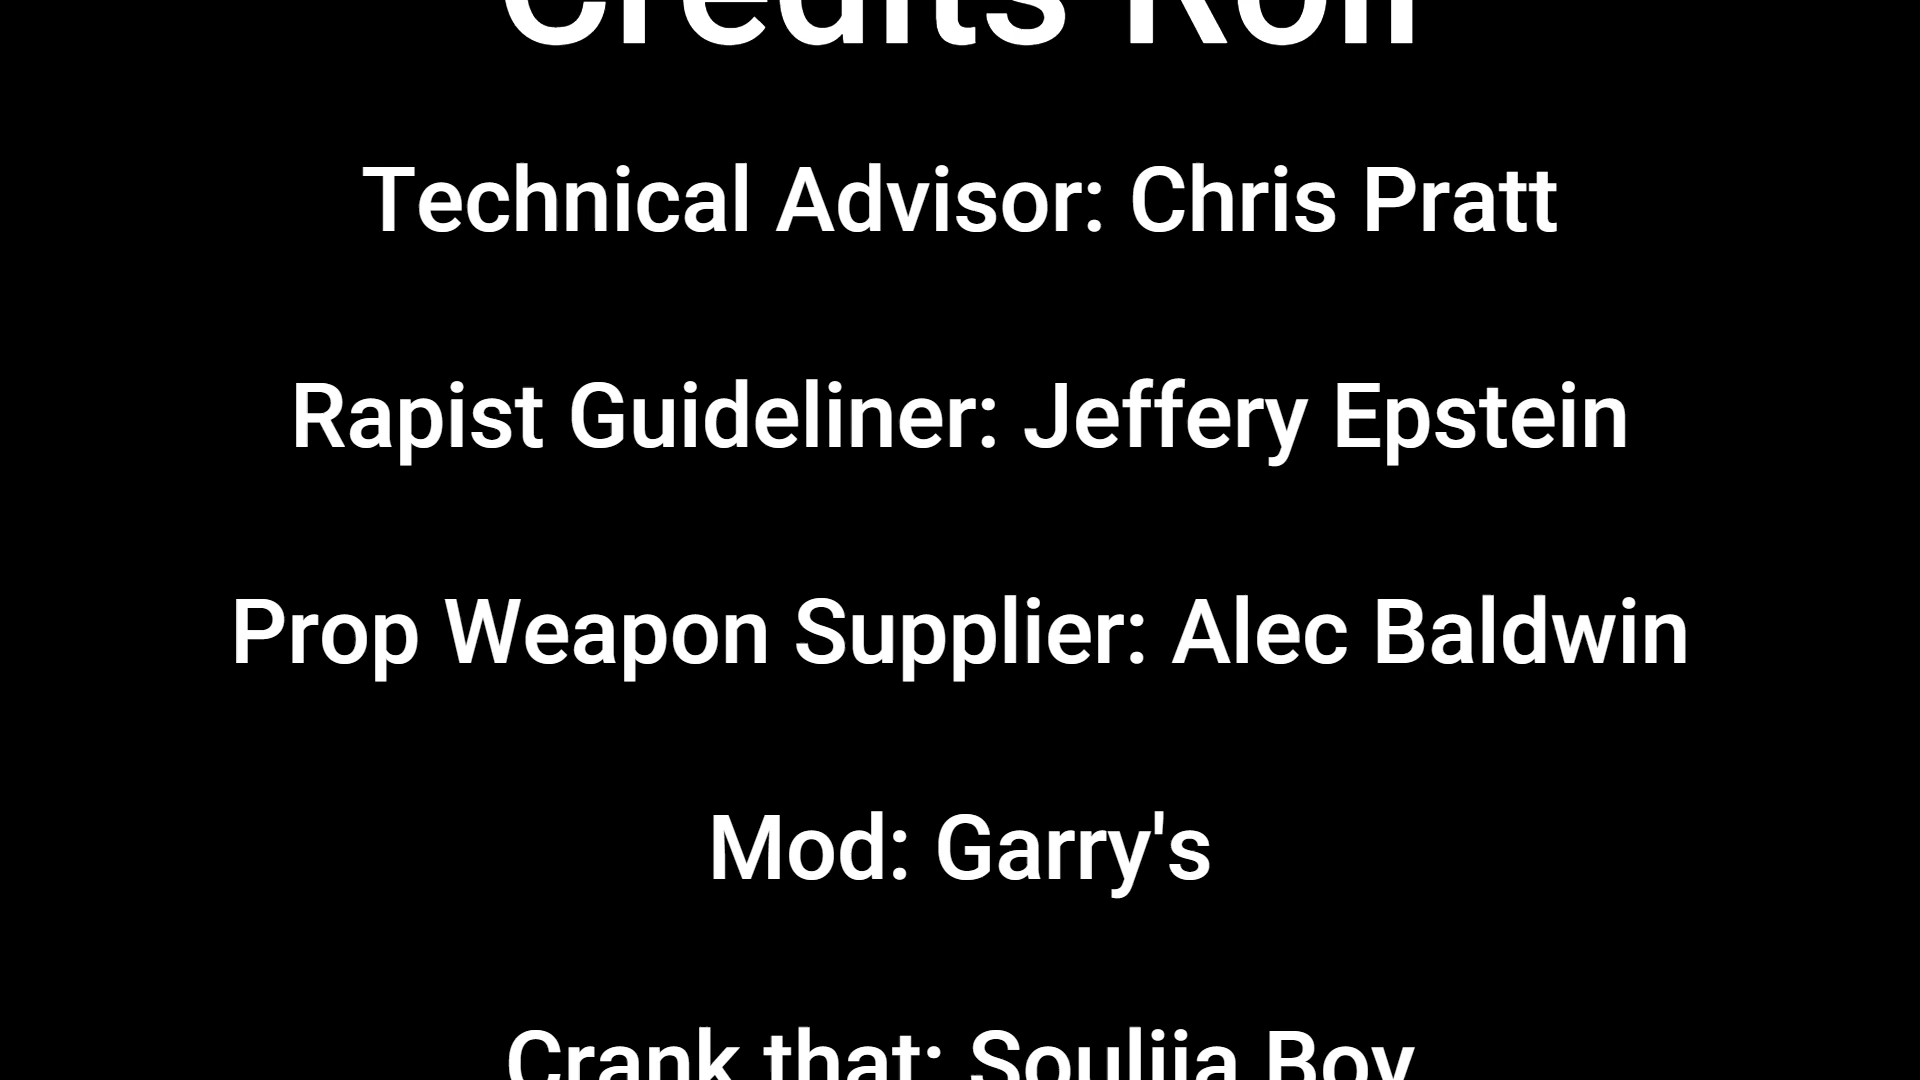 Credits Roll
Technical Advisor: Chris Pratt
Rapist Guideliner: Jeffery Epstein
Prop Weapon Supplier: Alec Baldwin
Mod: Garry's
Crank that: Soulija Boy